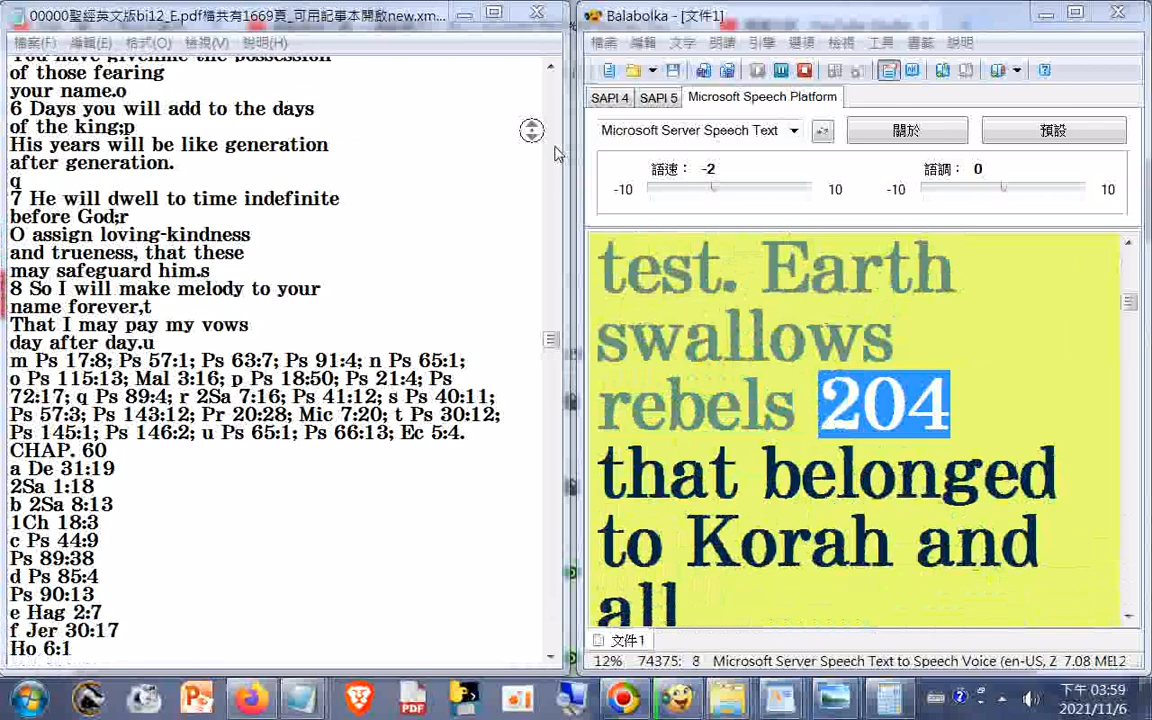 00000聖經英文版bi12_E.pdf檔共有1669頁_可用記事本開啟new.xm...
檔案(F) 編輯(E) 格式(O) 檢視(V) 說明(H)
You have given me the possession
of those fearing
your name.o
6 Days you will add to the days
of the king;p
His years will be like generation
after generation.
q
7 He will dwell to time indefinite
before God;r
O assign loving-kindness
and trueness, that these
may safeguard him.s
8 So I will make melody to your
name forever,t
That I may pay my vows
day after day.u
m Ps 17:8; Ps 57:1; Ps 63:7; Ps 91:4; n Ps 65:1;
o Ps 115:13; Mal 3:16; p Ps 18:50; Ps 21:4; Ps
72:17; q Ps 89:4; r 2Sa 7:16; Ps 41:12; s Ps 40:11;
Ps 57:3; Ps 143:12; Pr 20:28; Mic 7:20; t Ps 30:12;
Ps 145:1; Ps 146:2; u Ps 65:1; Ps 66:13; Ec 5:4.
CHAP. 60
a De 31:19
2Sa 1:18
b 2Sa 8:13
1Ch 18:3
c Ps 44:9
Ps 89:38
d Ps 85:4
Ps 90:13
e Hag 2:7
f Jer 30:17
Ho 6:1
Balabolka - [文件1]
檔案 編輯 文字 朗讀 引擎 選項 檢視 工具 書籤 說明
SAPI 4 SAPI 5 Microsoft Speech Platform
Microsoft Server Speech Text 關於 預設
語速： -2 語調： 0
-10 10 -10 10
test. Earth
swallows
rebels 204
that belonged
to Korah and
all
文件1
12% 74375: 8 Microsoft Server Speech Text to Speech Voice (en-US, Z 7.08 ME12
PDF
下午 03:59
2021/11/6